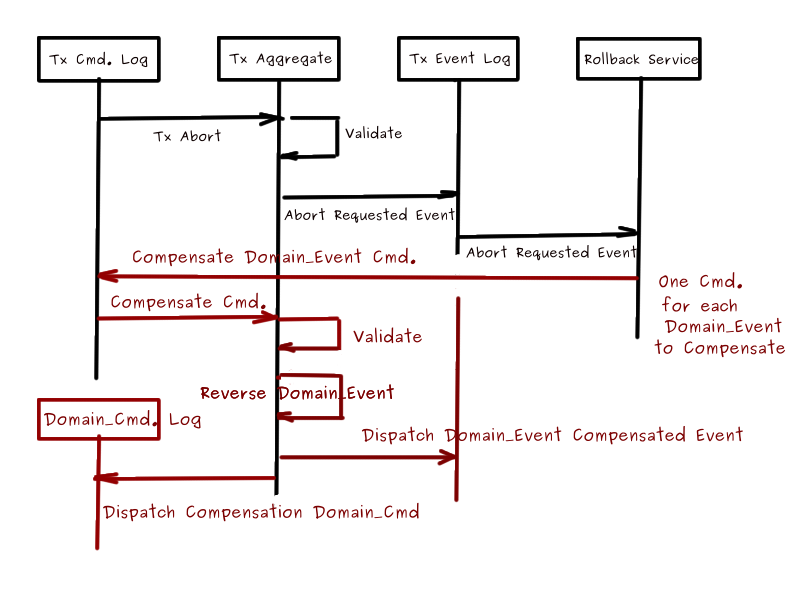 Tx Cmd. Log
Tx Aggregate
Tx Event Log
Rollback Service
Tx Abort
Validate
Abort Requested Event
Abort Requested Event
Compensate Domain_Event Cmd.
One Cmd.
for each
Domain_Event
to Compensate
Compensate Cmd.
Validate
Reverse Domain_Event
Domain_Cmd. Log
Dispatch Domain_Event Compensated Event
Dispatch Compensation Domain_Cmd